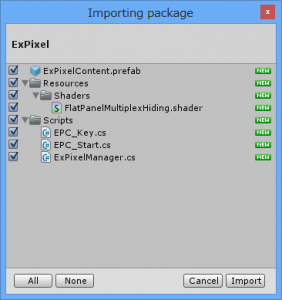 Importing package
x
ExPixel
ExPixelContent.prefab NEW
Resources NEW
Shaders NEW
FlatPanelMultiplexHiding.shader NEW
Scripts NEW
EPC_Key.cs NEW
EPC_Start.cs NEW
ExPixelManager.cs NEW
All None Cancel Import